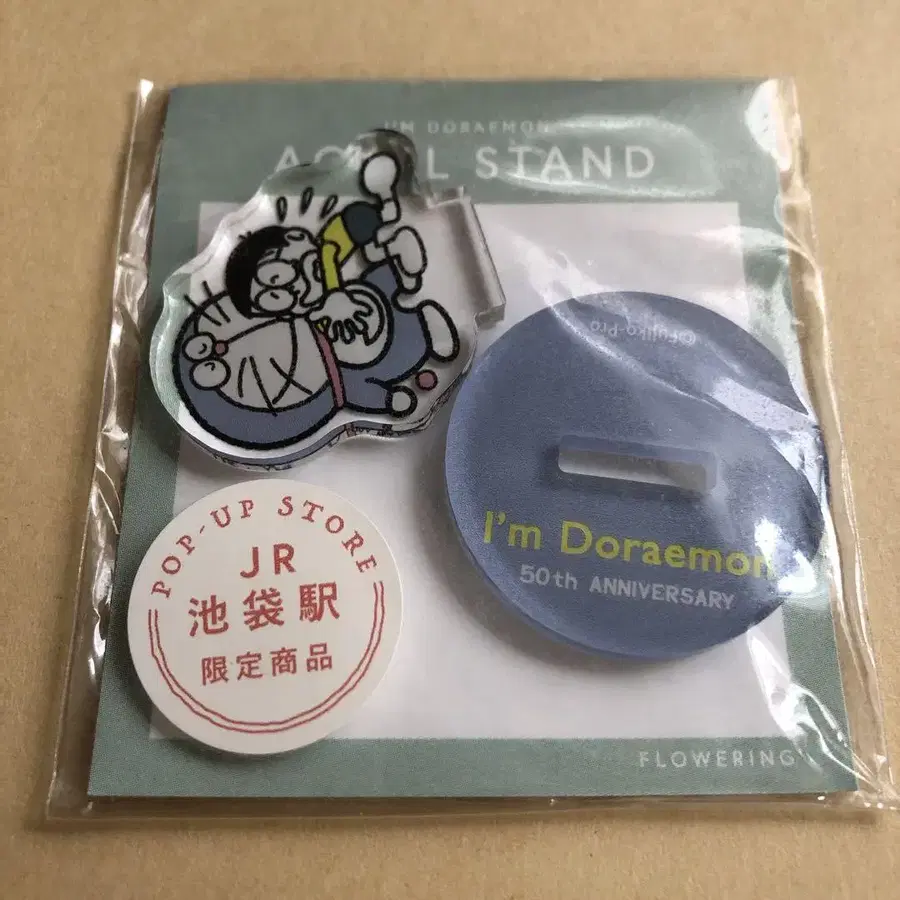 I'M DORAEMON
STAND
©Fujiko-Pro
I'm Doraemon
50th ANNIVERSARY
POP-UP STORE
JR
池袋駅
限定商品
FLOWERING